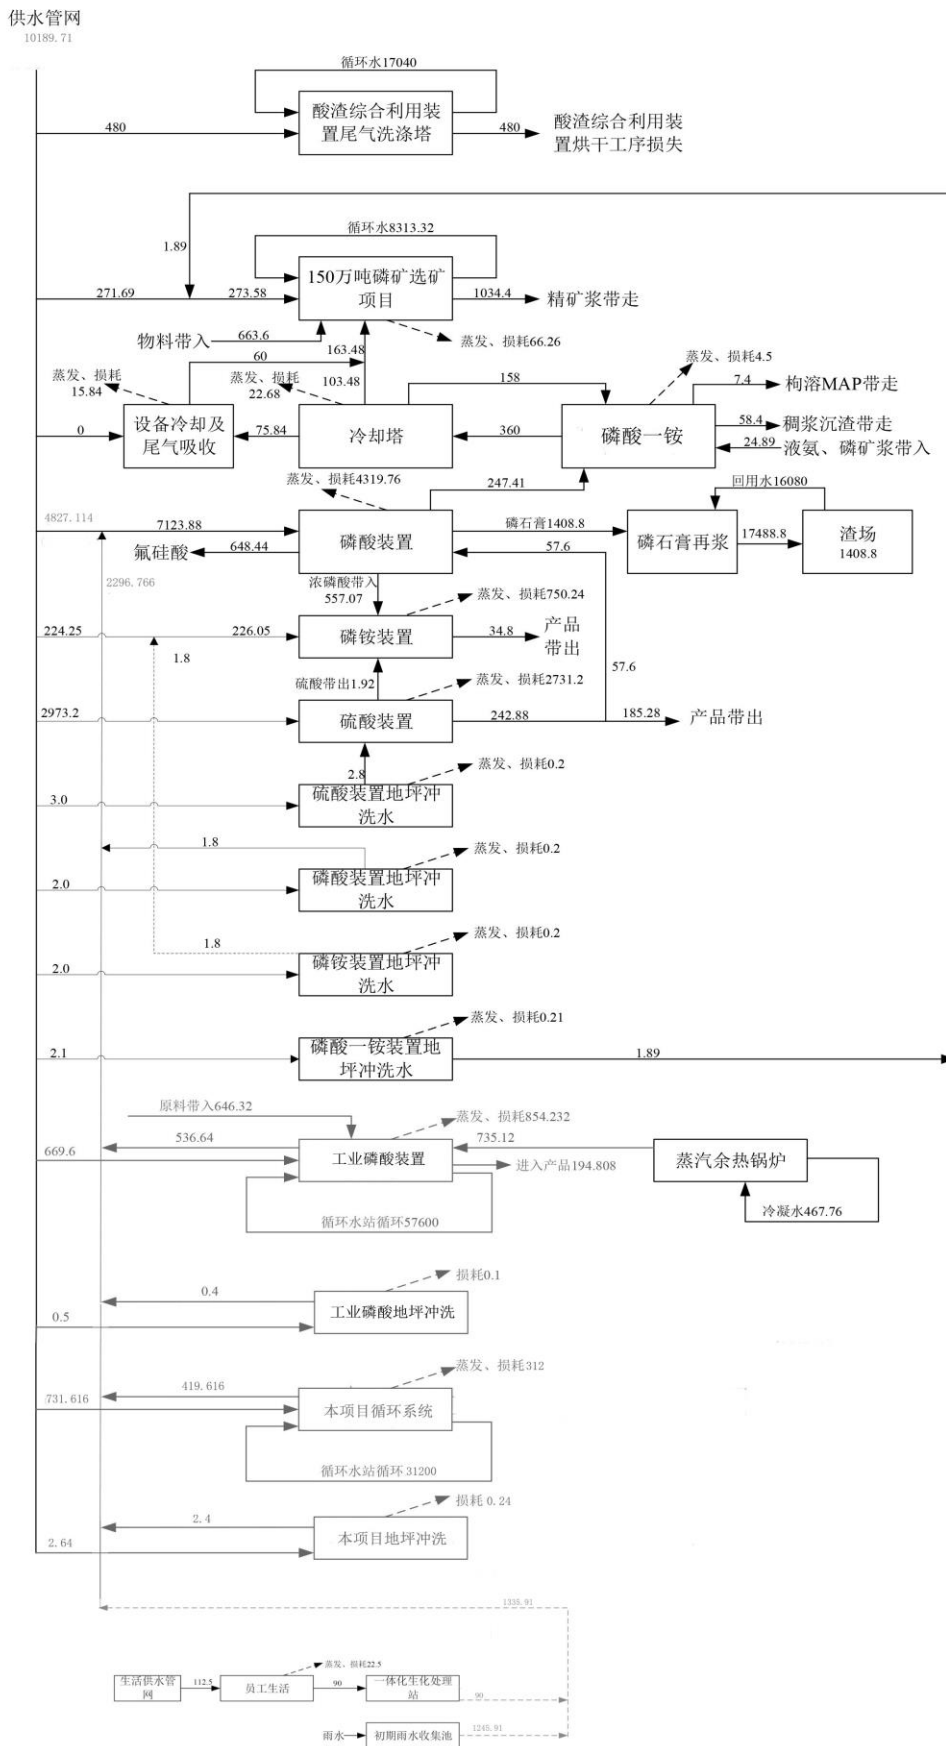 供水管网
10189.71
循环水17040
酸渣综合利用装
置尾气洗涤塔
480
480
酸渣综合利用装
置烘干工序损失
循环水8313.32
1.89
150万吨磷矿选矿
项目
271.69
273.58
1034.4
精矿浆带走
物料带入
663.6
蒸发、损耗66.26
163.48
60
蒸发、损耗
15.84
蒸发、损耗
22.68
103.48
158
蒸发、损耗4.5
7.4
枸溶MAP带走
设备冷却及
尾气吸收
0
75.84
冷却塔
360
磷酸一铵
58.4
稠浆沉渣带走
24.89
液氨、磷矿浆带入
蒸发、损耗4319.76
247.41
回用水16080
4827.114
7123.88
磷酸装置
磷石膏1408.8
磷石膏再浆
17488.8
渣场
1408.8
氟硅酸
648.44
57.6
2296.766
浓磷酸带入
557.07
蒸发、损耗750.24
224.25
226.05
磷铵装置
34.8
产品
带出
1.8
57.6
硫酸带出1.92
蒸发、损耗2731.2
2973.2
硫酸装置
242.88
185.28
产品带出
2.8
蒸发、损耗0.2
3.0
硫酸装置地坪冲
洗水
1.8
蒸发、损耗0.2
2.0
磷酸装置地坪冲
洗水
1.8
蒸发、损耗0.2
2.0
磷铵装置地坪冲
洗水
蒸发、损耗0.21
2.1
磷酸一铵装置地
坪冲洗水
1.89
原料带入646.32
蒸发、损耗854.232
536.64
735.12
669.6
工业磷酸装置
进入产品194.808
蒸汽余热锅炉
循环水站循环57600
冷凝水467.76
损耗0.1
0.4
工业磷酸地坪冲洗
0.5
蒸发、损耗312
419.616
731.616
本项目循环系统
循环水站循环31200
损耗 0.24
2.4
本项目地坪冲洗
2.64
1335.91
蒸发、损耗22.5
生活供水管
网
112.5
员工生活
90
一体化生化处理
站
90
雨水
初期雨水收集池
1245.91